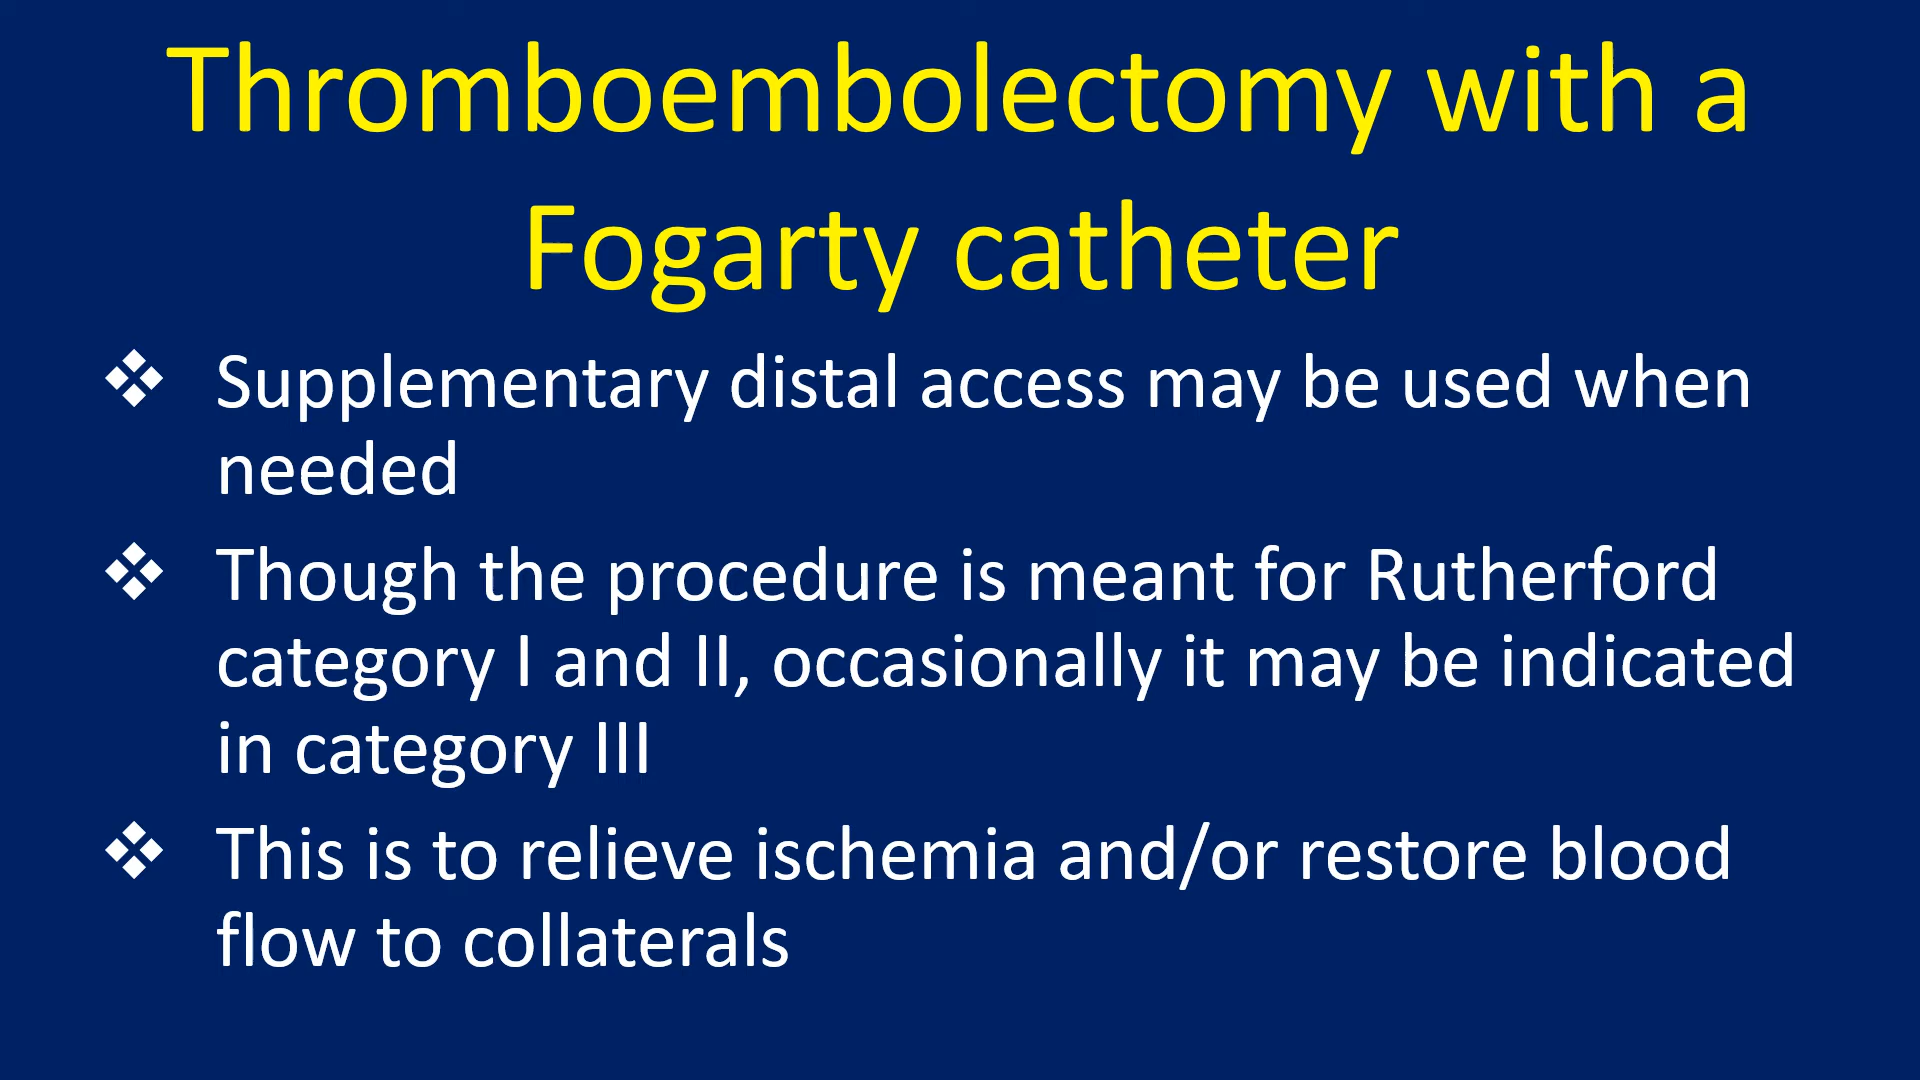 Thromboembolectomy with a
Fogarty catheter
❖ Supplementary distal access may be used when
needed
❖ Though the procedure is meant for Rutherford
category I and II, occasionally it may be indicated
in category III
❖ This is to relieve ischemia and/or restore blood
flow to collaterals